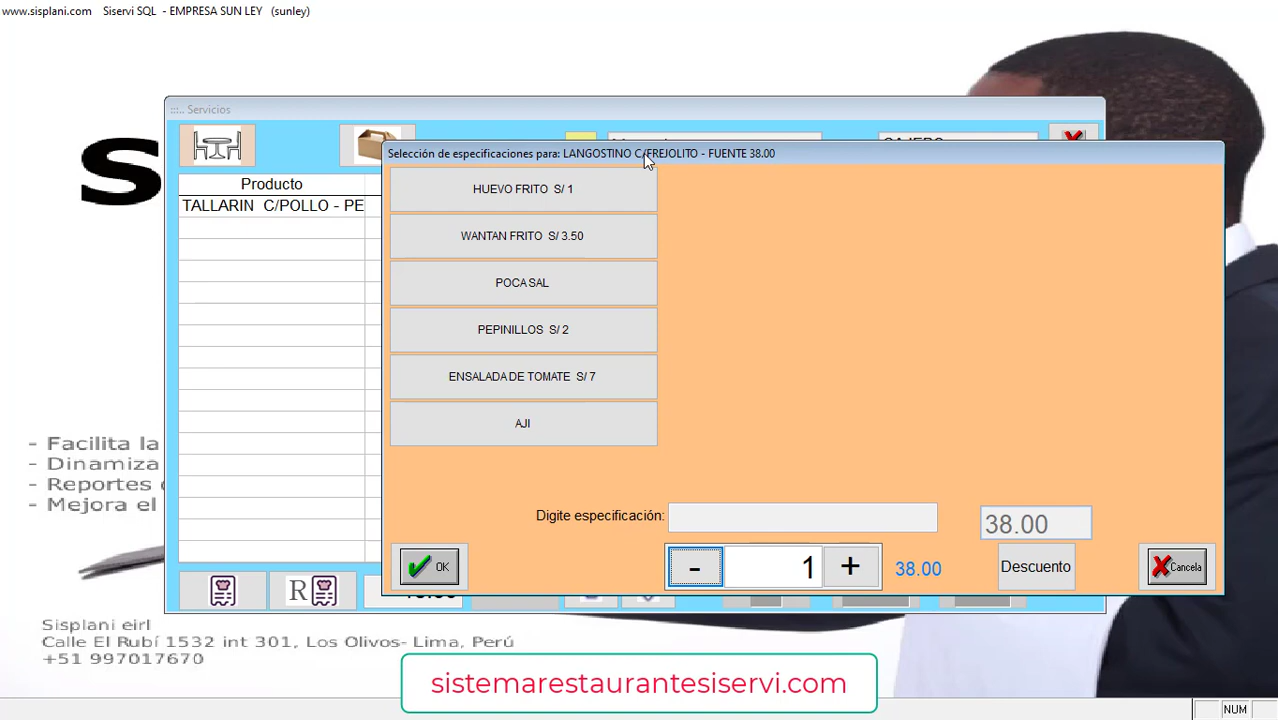 www.sisplani.com Siservi SQL - EMPRESA SUN LEY (sunley)
:::.. Servicios
S
Selección de especificaciones para: LANGOSTINO C/FREJOLITO - FUENTE 38.00
Producto
TALLARIN C/POLLO - PE
HUEVO FRITO S/ 1
WANTAN FRITO S/ 3.50
POCA SAL
PEPINILLOS S/ 2
ENSALADA DE TOMATE S/ 7
AJI
- Facilita la
- Dinamiza
- Reportes
- Mejora el
Digite especificación:
38.00
OK
-
1
+
38.00
Descuento
Cancela
R
Sisplani eirl
Calle El Rubí 1532 int 301, Los Olivos- Lima, Perú
+51 997017670
sistemarestaurantesiservi.com
NUM